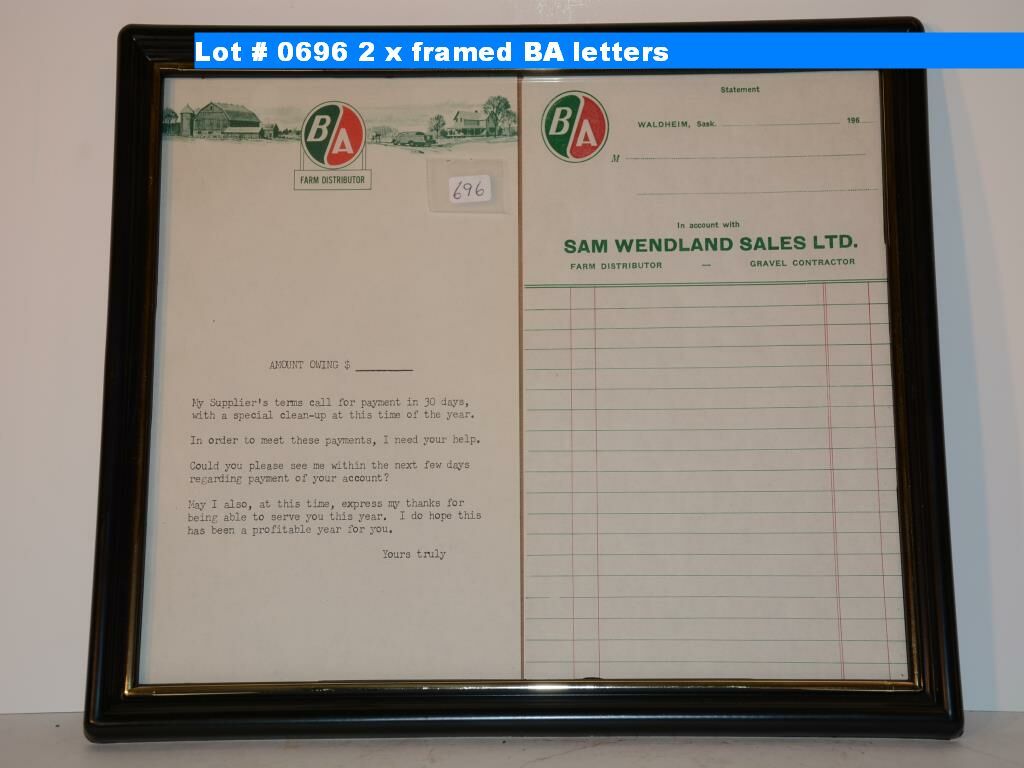 Lot # 0696 2 x framed BA letters
BA
FARM DISTRIBUTOR
696
AMOUNT OWING $
My Supplier's terms call for payment in 30 days,
with a special clean-up at this time of the year.
In order to meet these payments, I need your help.
Could you please see me within the next few days
regarding payment of your account?
May I also, at this time, express my thanks for
being able to serve you this year. I do hope this
has been a profitable year for you.
Yours truly
BA
Statement
WALDHEIM, Sask. 196
M
In account with
SAM WENDLAND SALES LTD.
FARM DISTRIBUTOR — GRAVEL CONTRACTOR